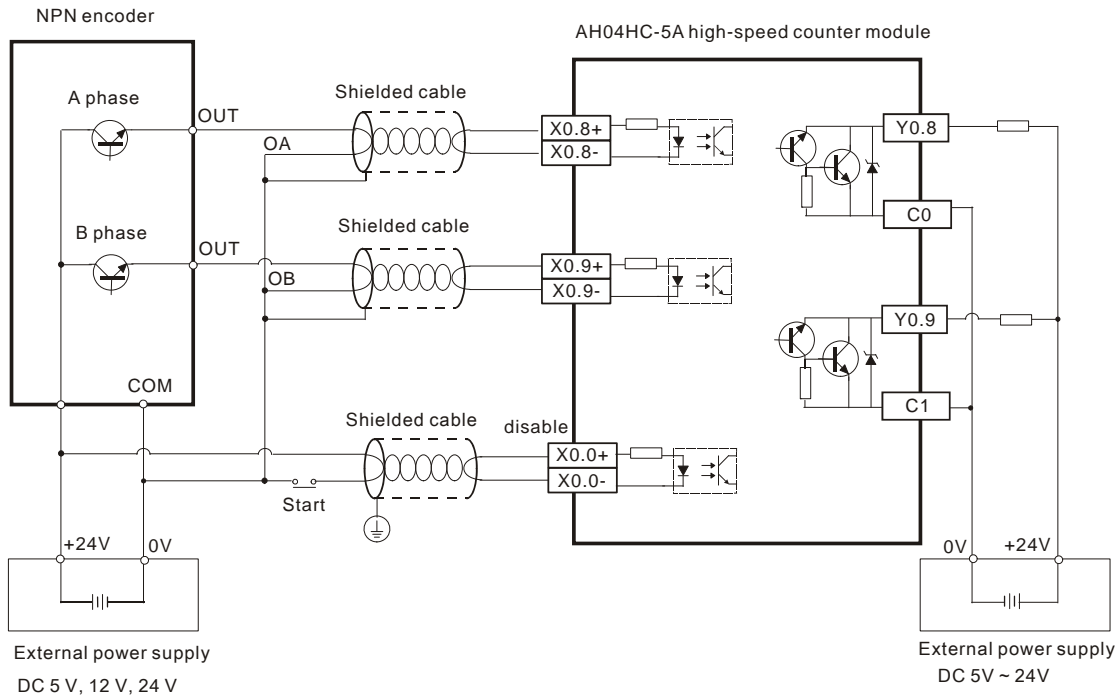 NPN encoder
AH04HC-5A high-speed counter module
A phase
OUT
OA
Shielded cable
X0.8+
X0.8-
Y0.8
C0
B phase
OUT
OB
Shielded cable
X0.9+
X0.9-
Y0.9
C1
COM
Shielded cable
disable
X0.0+
X0.0-
Start
+24V
0V
0V
+24V
External power supply
DC 5 V, 12 V, 24 V
External power supply
DC 5V ~ 24V